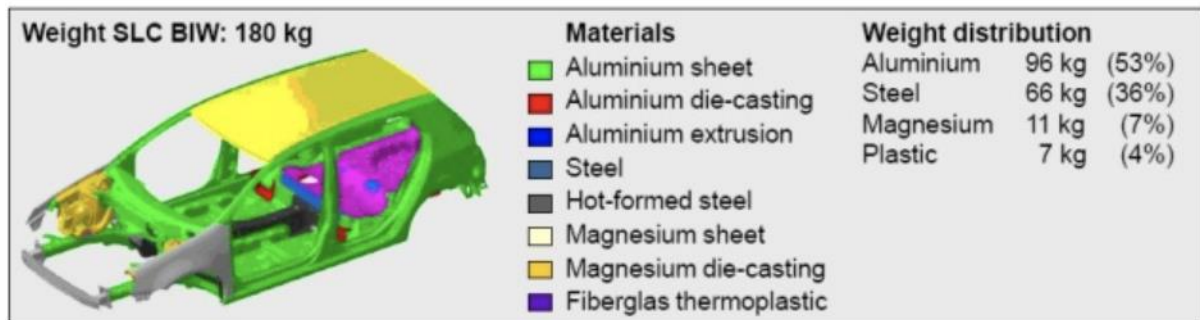 Weight SLC BIW: 180 kg
Materials
Aluminium sheet
Aluminium die-casting
Aluminium extrusion
Steel
Hot-formed steel
Magnesium sheet
Magnesium die-casting
Fiberglas thermoplastic
Weight distribution
Aluminium 96 kg (53%)
Steel 66 kg (36%)
Magnesium 11 kg (7%)
Plastic 7 kg (4%)